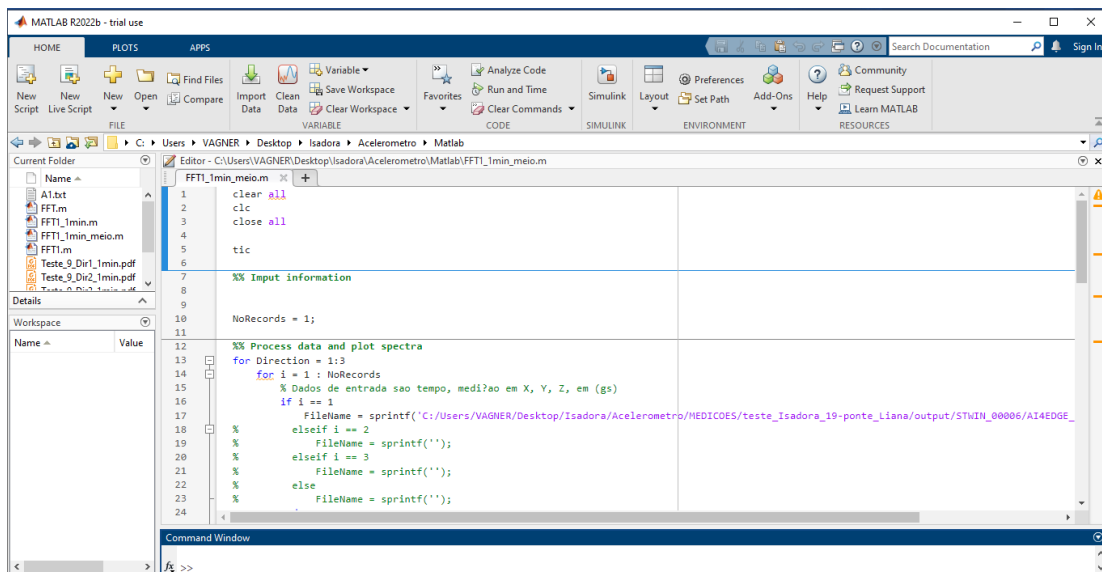 MATLAB R2022b - trial use
HOME PLOTS APPS
Search Documentation Sign In
New Script
New Live Script
New
Open
Find Files
Compare
FILE
Import Data
Clean Data
Variable
Save Workspace
Clear Workspace
VARIABLE
Favorites
Analyze Code
Run and Time
Clear Commands
CODE
Simulink
SIMULINK
Layout
Preferences
Set Path
Add-Ons
ENVIRONMENT
Help
Community
Request Support
Learn MATLAB
RESOURCES
C: Users VAGNER Desktop Isadora Acelerometro Matlab
Current Folder
Name
A1.txt
FFT.m
FFT1_1min.m
FFT1_1min_meio.m
FFT1.m
Teste_9_Dir1_1min.pdf
Teste_9_Dir2_1min.pdf
Details
Workspace
Name Value
Editor - C:\Users\VAGNER\Desktop\Isadora\Acelerometro\Matlab\FFT1_1min_meio.m
FFT1_1min_meio.m
1 clear all
2 clc
3 close all
4
5 tic
6
7 %% Imput information
8
9
10 NoRecords = 1;
11
12 %% Process data and plot spectra
13 for Direction = 1:3
14 for i = 1 : NoRecords
15 % Dados de entrada sao tempo, medi?ao em X, Y, Z, em (gs)
16 if i == 1
17 FileName = sprintf('C:/Users/VAGNER/Desktop/Isadora/Acelerometro/MEDICOES/teste_Isadora_19-ponte_Liana/output/STWIN_00006/AI4EDGE_
18 % elseif i == 2
19 % FileName = sprintf('');
20 % elseif i == 3
21 % FileName = sprintf('');
22 % else
23 % FileName = sprintf('');
24
Command Window
fx >>